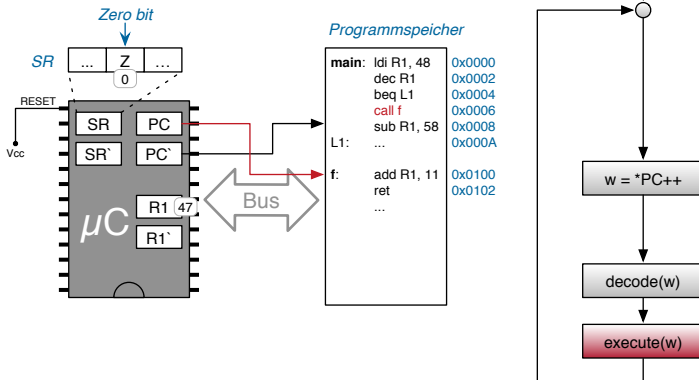 Zero bit
Programmspeicher
SR ... Z ...
0
RESET
Vcc
SR PC
SR` PC`
R1 47
R1`
µC
Bus
main: ldi R1, 48 0x0000
dec R1 0x0002
beq L1 0x0004
call f 0x0006
sub R1, 58 0x0008
L1: ... 0x000A
f: add R1, 11 0x0100
ret 0x0102
...
w = *PC++
decode(w)
execute(w)